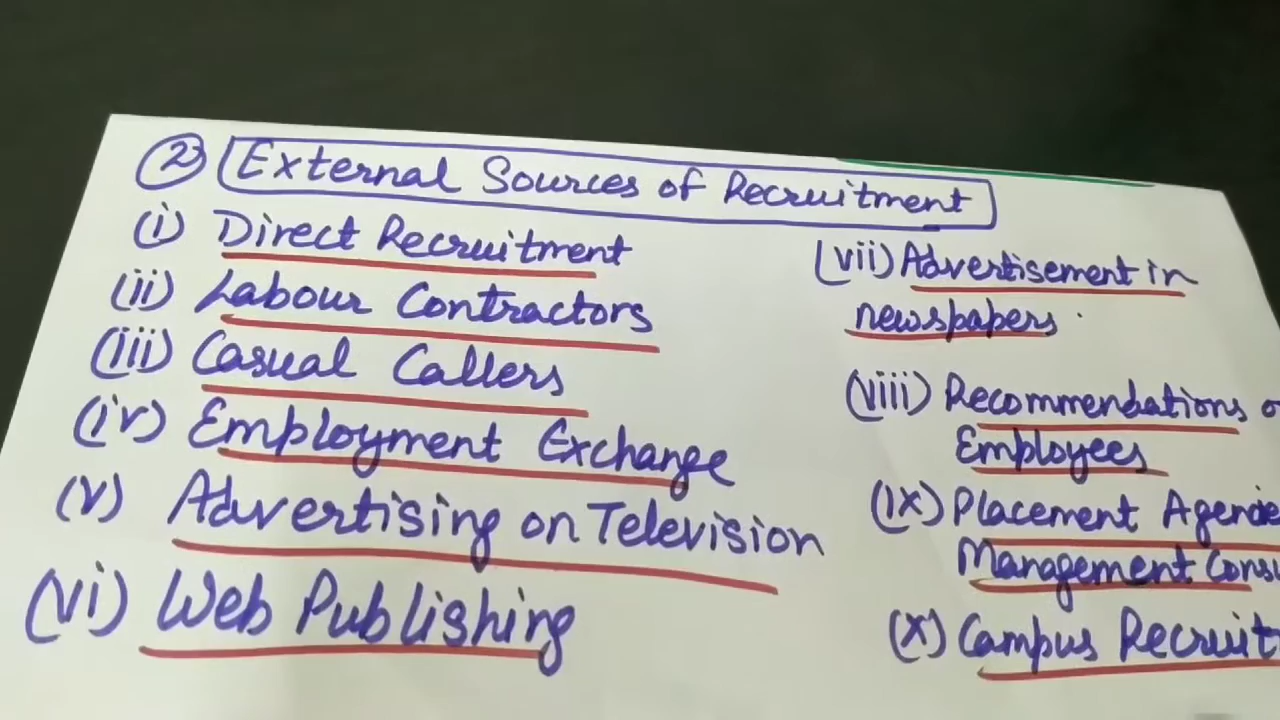 2 External Sources of Recruitment
(i) Direct Recruitment
(ii) Labour Contractors
(iii) Casual Callers
(iv) Employment Exchange
(v) Advertising on Television
(vi) Web Publishing
(vii) Advertisement in
newspapers
(viii) Recommendations
Employees
(ix) Placement
Management
(x) Campus